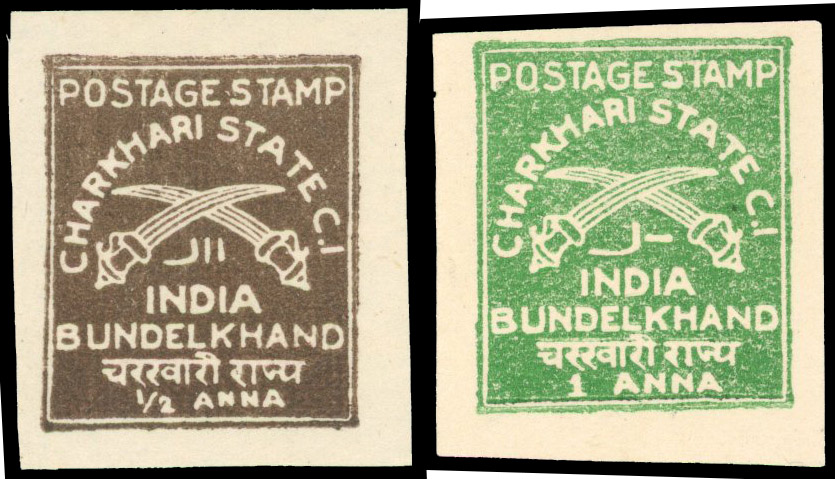 POSTAGE STAMP
CHARKHARI STATE C.I
INDIA
BUNDELKHAND
चरखारी राज्य
1/2 ANNA
POSTAGE STAMP
CHARKHARI STATE C.I
INDIA
BUNDELKHAND
चरखारी राज्य
1 ANNA